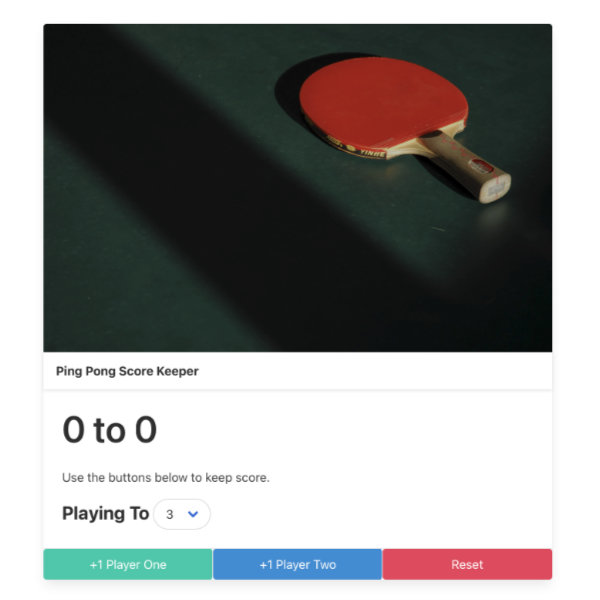 YINHE
Ping Pong Score Keeper
0 to 0
Use the buttons below to keep score.
Playing To 3
+1 Player One +1 Player Two Reset